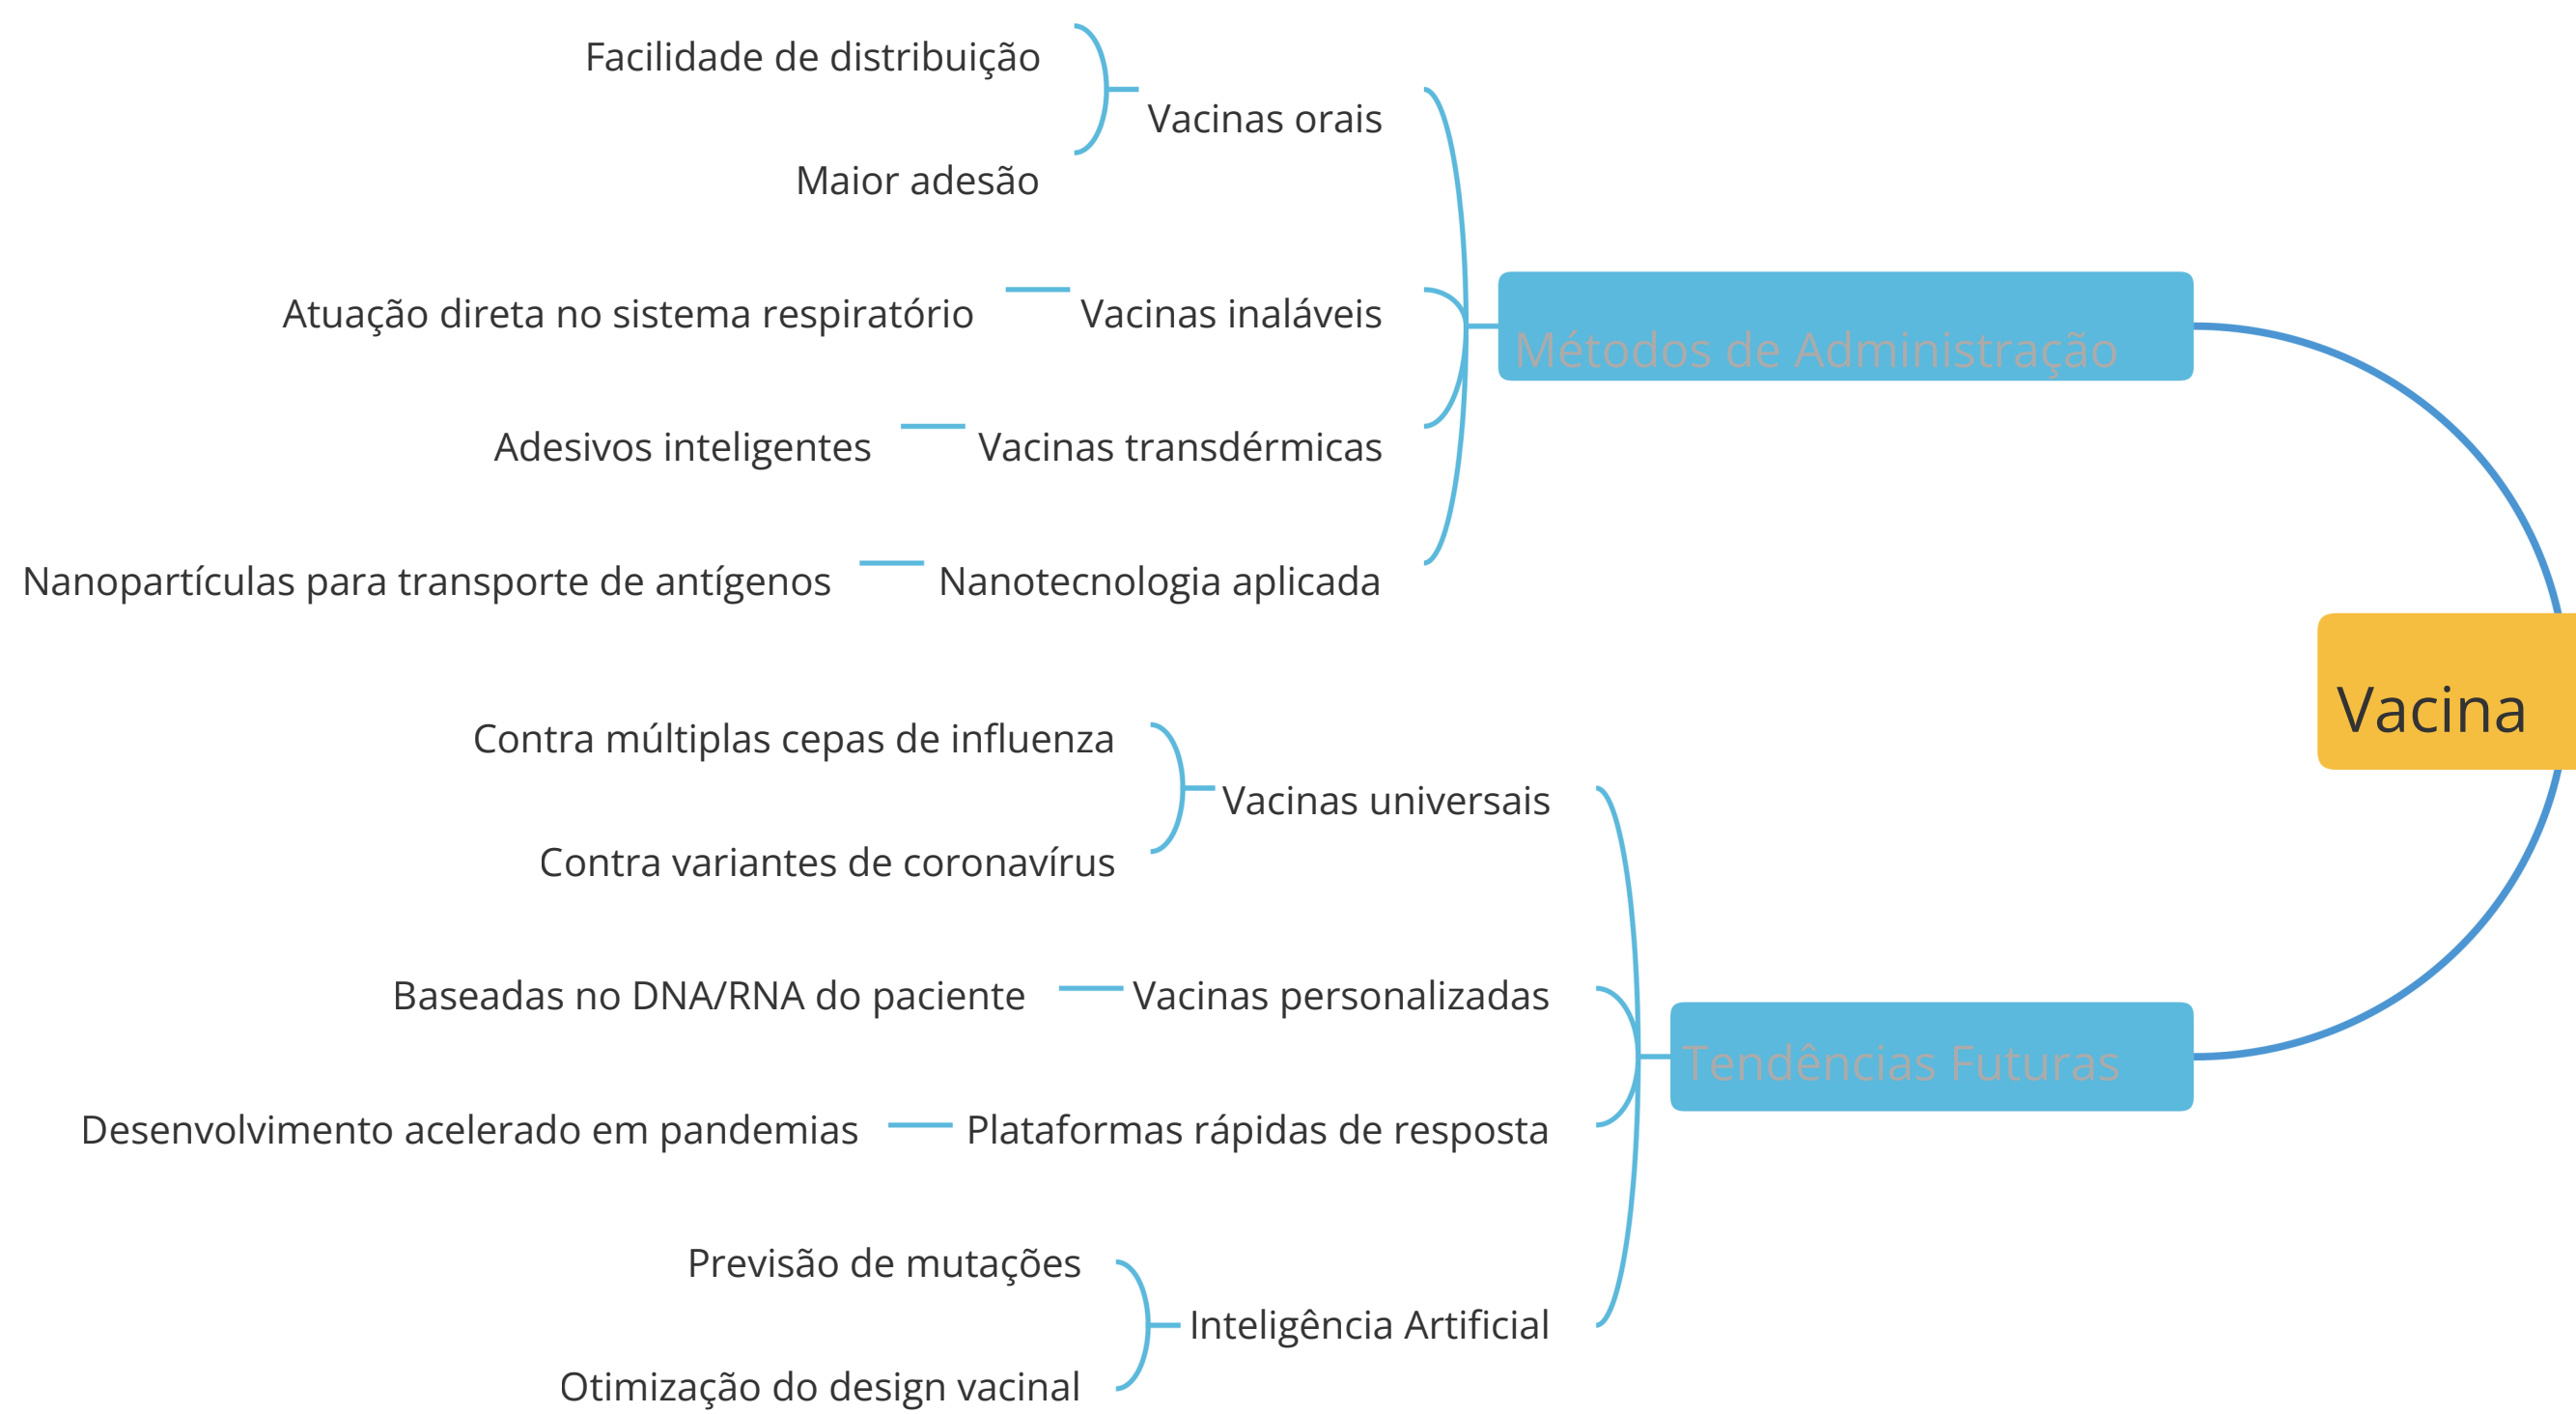 Facilidade de distribuição
Vacinas orais
Maior adesão
Atuação direta no sistema respiratório
Vacinas inaláveis
Métodos de Administração
Adesivos inteligentes
Vacinas transdérmicas
Nanopartículas para transporte de antígenos
Nanotecnologia aplicada
Vacina
Contra múltiplas cepas de influenza
Vacinas universais
Contra variantes de coronavírus
Baseadas no DNA/RNA do paciente
Vacinas personalizadas
Tendências Futuras
Desenvolvimento acelerado em pandemias
Plataformas rápidas de resposta
Previsão de mutações
Inteligência Artificial
Otimização do design vacinal